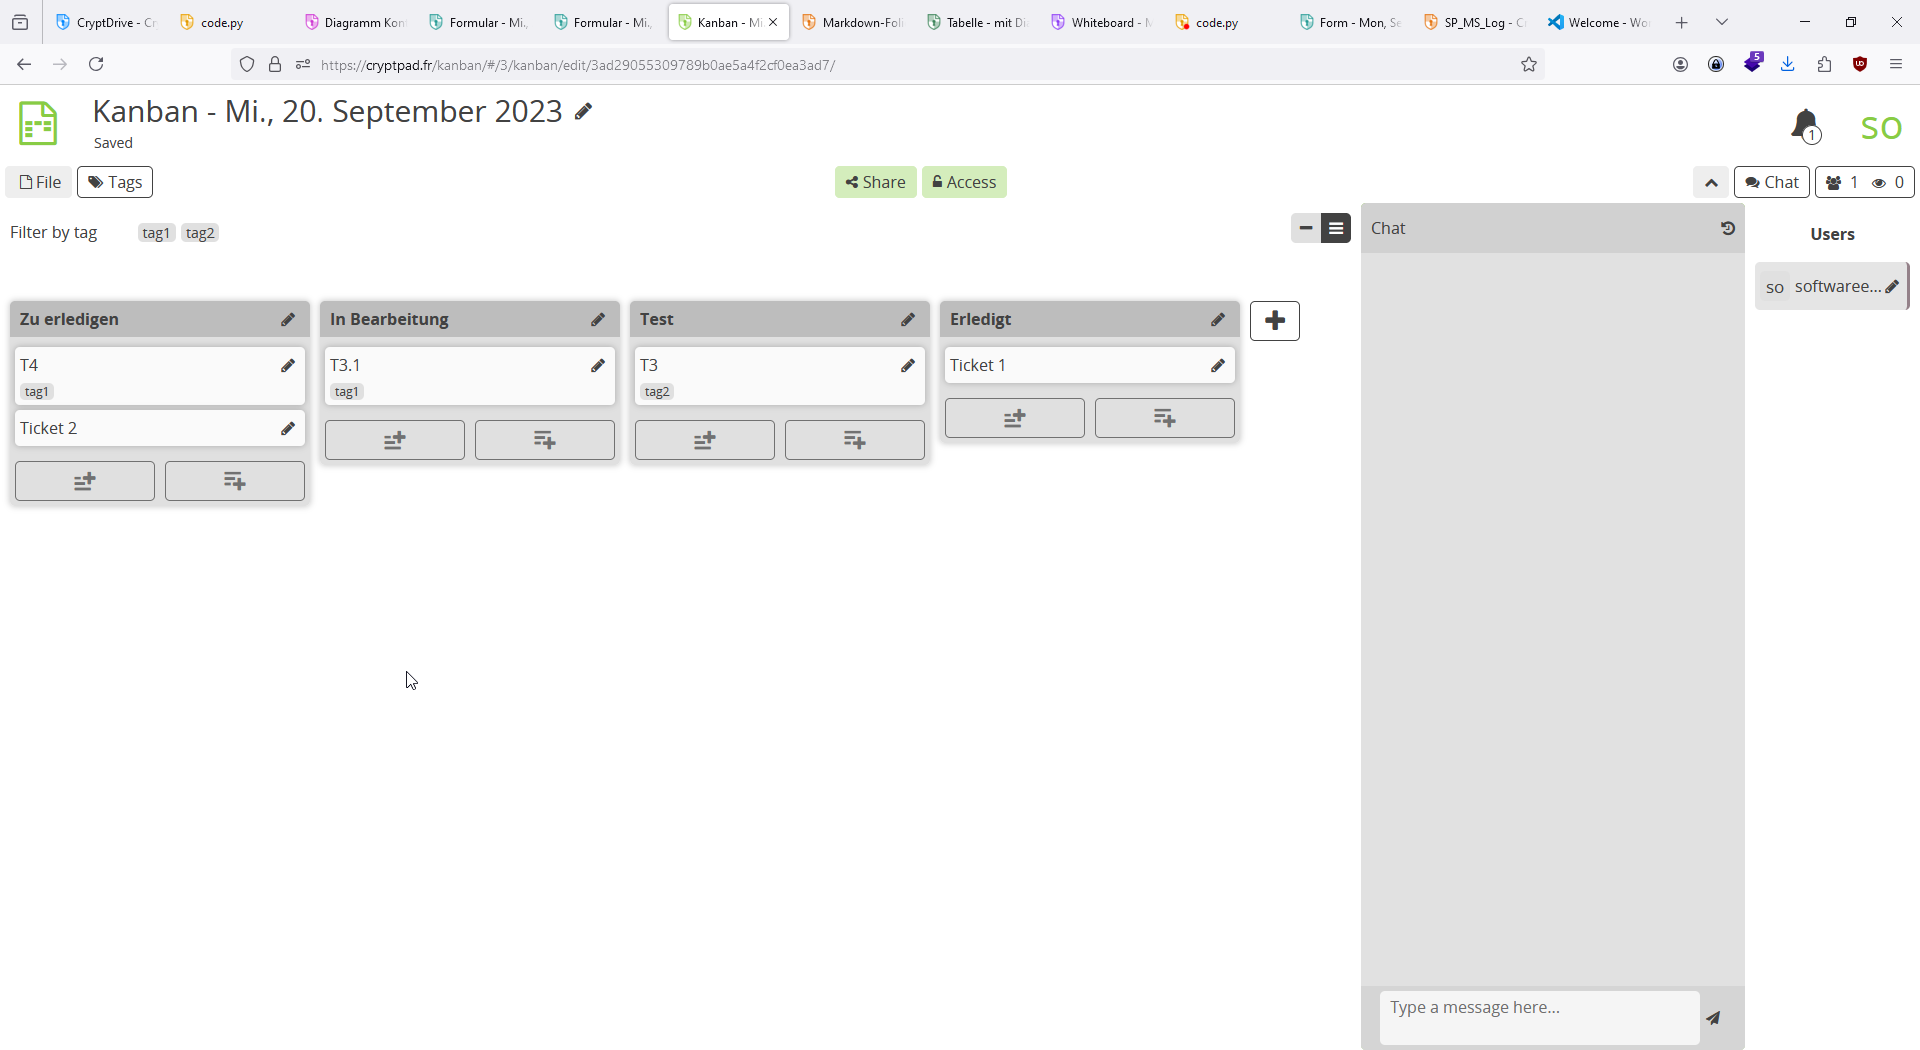 CryptDrive - Cr
code.py
Diagramm Kon
Formular - Mi.,
Formular - Mi.,
Kanban - Mi
Markdown-Foli
Tabelle - mit Di
Whiteboard - M
code.py
Form - Mon, Se
SP_MS_Log - C
Welcome - Wo
https://cryptpad.fr/kanban/#/3/kanban/edit/3ad29055309789b0ae5a4f2cf0ea3ad7/
5
Kanban - Mi., 20. September 2023
Saved
1
SO
File
Tags
Share
Access
Chat
1
0
Filter by tag
tag1 tag2
Chat
Users
so softwaree...
Zu erledigen
T4
tag1
Ticket 2
In Bearbeitung
T3.1
tag1
Test
T3
tag2
Erledigt
Ticket 1
Type a message here...